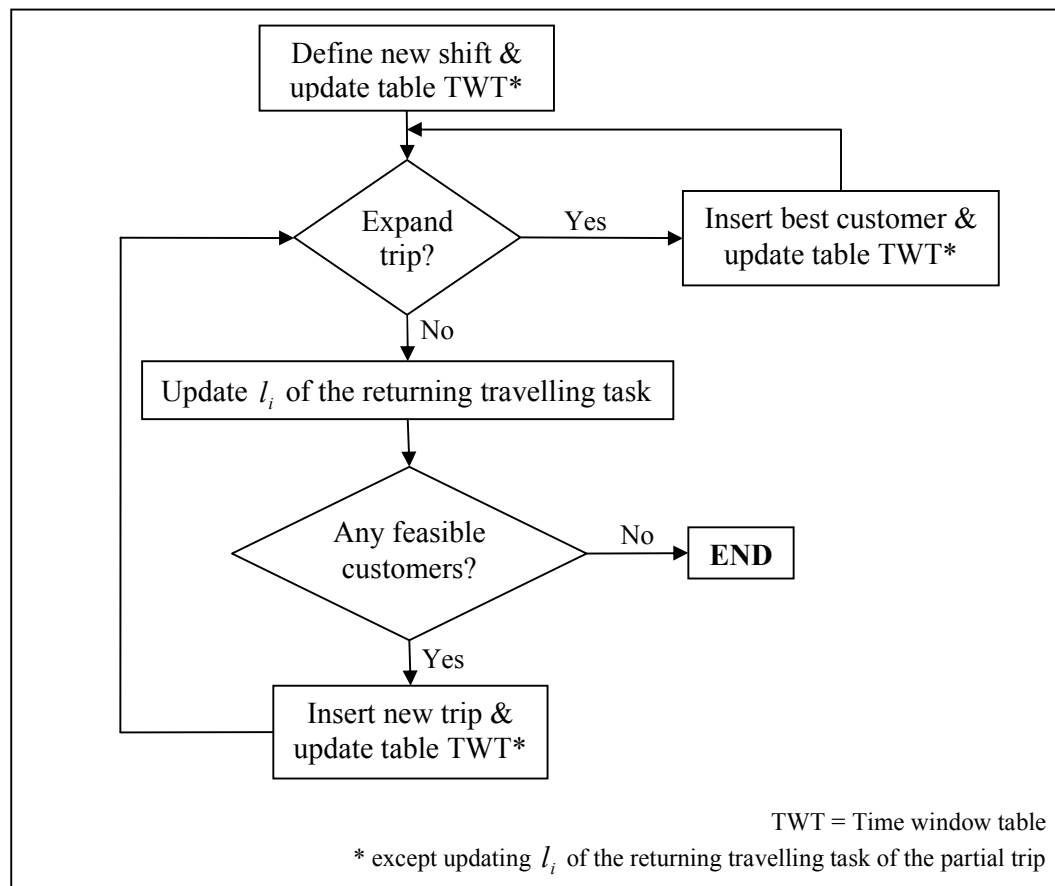 Define new shift &
update table TWT*
Expand
trip?
Yes
Insert best customer &
update table TWT*
No
Update l_i of the returning travelling task
Any feasible
customers?
No
END
Yes
Insert new trip &
update table TWT*
TWT = Time window table
* except updating l_i of the returning travelling task of the partial trip